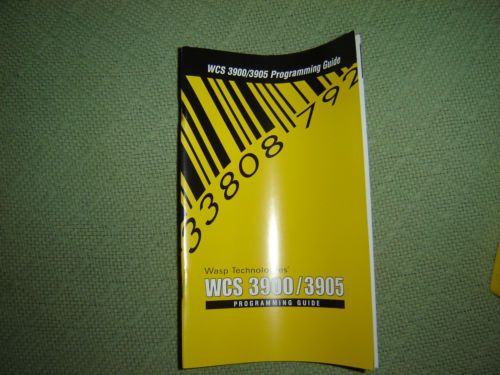 WCS 3900/3905 Programming Guide
33808 792
Wasp Technologies'
WCS 3900/3905
PROGRAMMING GUIDE